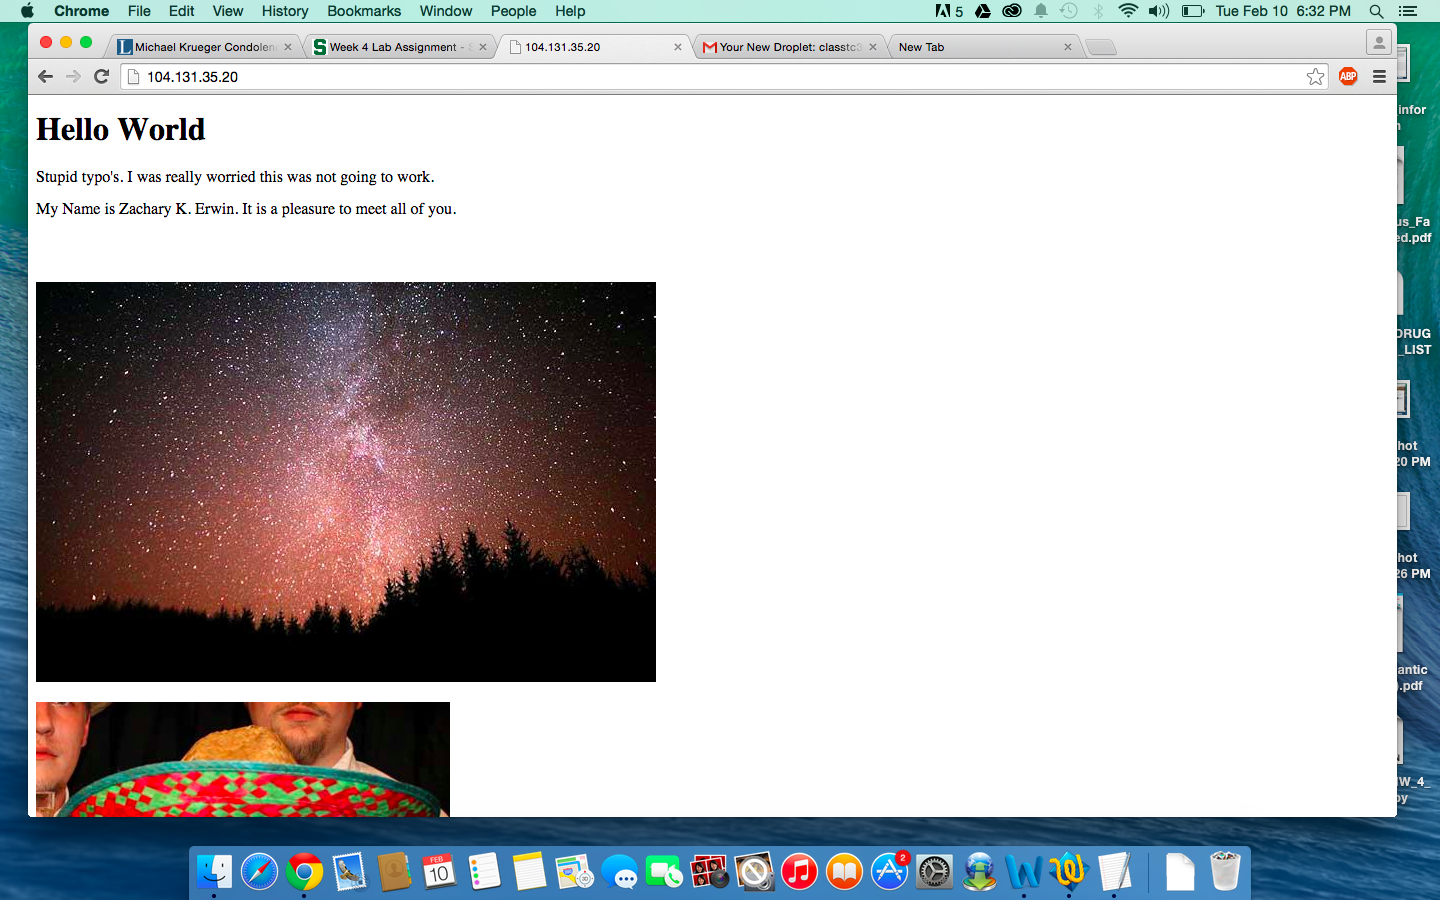 Chrome File Edit View History Bookmarks Window People Help 5 Tue Feb 10 6:32 PM
Michael Krueger Condolen Week 4 Lab Assignment - 104.131.35.20 Your New Droplet: classtc3 New Tab
104.131.35.20 ABP
Hello World
Stupid typo's. I was really worried this was not going to work.
My Name is Zachary K. Erwin. It is a pleasure to meet all of you.
infor
us_Fa
ed.pdf
DRUG
_LIST
hot
20 PM
hot
26 PM
antic
).pdf
W_4_
py
FEB
10
2